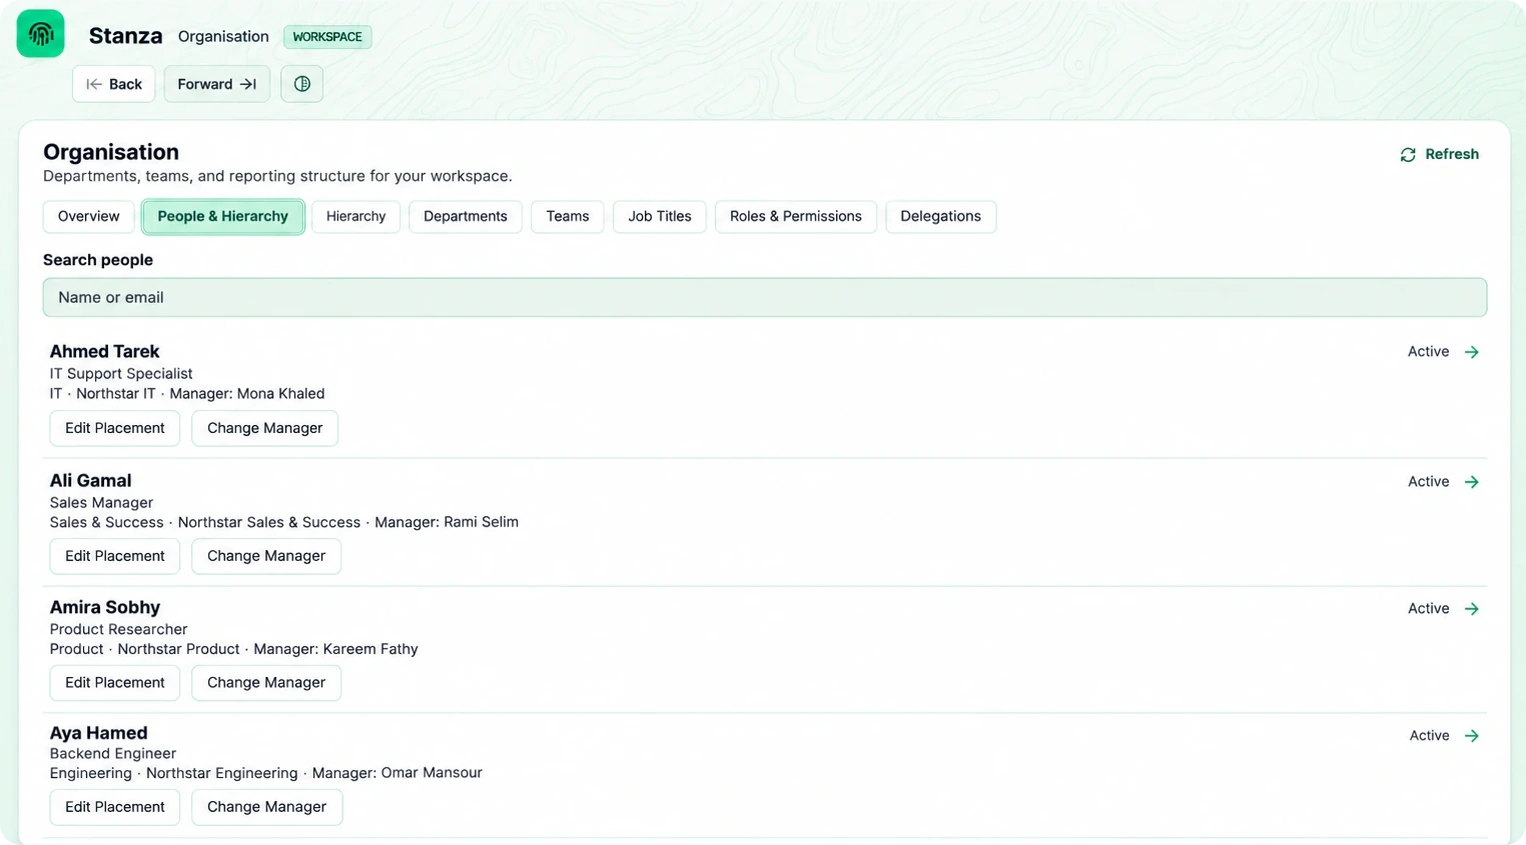 Stanza Organisation WORKSPACE
Back Forward
Organisation
Refresh
Departments, teams, and reporting structure for your workspace.
Overview People & Hierarchy Hierarchy Departments Teams Job Titles Roles & Permissions Delegations
Search people
Name or email
Ahmed Tarek
Active
IT Support Specialist
IT · Northstar IT · Manager: Mona Khaled
Edit Placement Change Manager
Ali Gamal
Active
Sales Manager
Sales & Success · Northstar Sales & Success · Manager: Rami Selim
Edit Placement Change Manager
Amira Sobhy
Active
Product Researcher
Product · Northstar Product · Manager: Kareem Fathy
Edit Placement Change Manager
Aya Hamed
Active
Backend Engineer
Engineering · Northstar Engineering · Manager: Omar Mansour
Edit Placement Change Manager